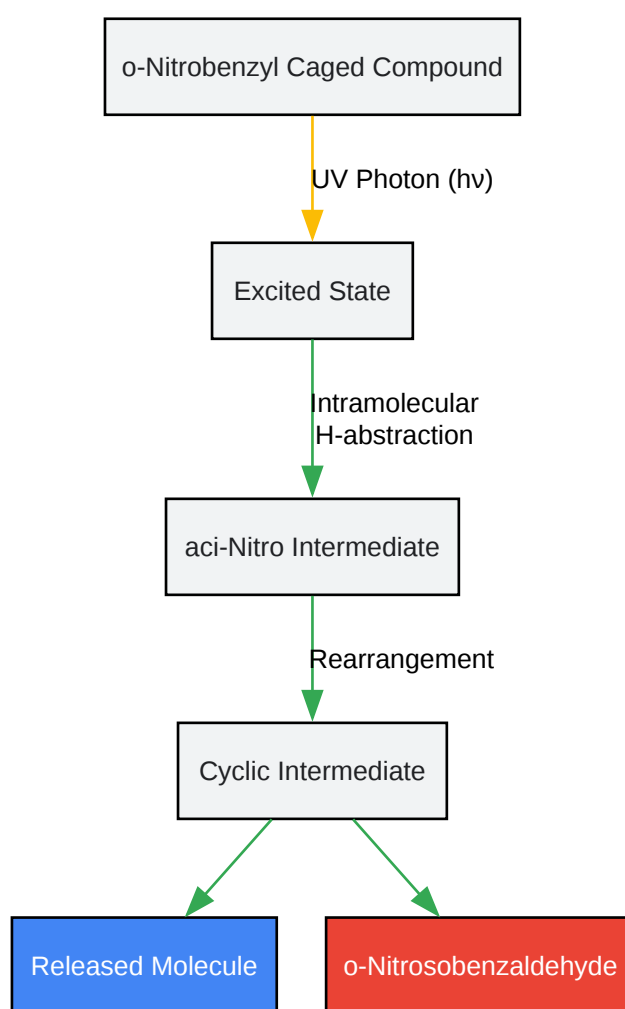 o-Nitrobenzyl Caged Compound
UV Photon (hν)
Excited State
Intramolecular
H-abstraction
aci-Nitro Intermediate
Rearrangement
Cyclic Intermediate
Released Molecule
o-Nitrosobenzaldehyde